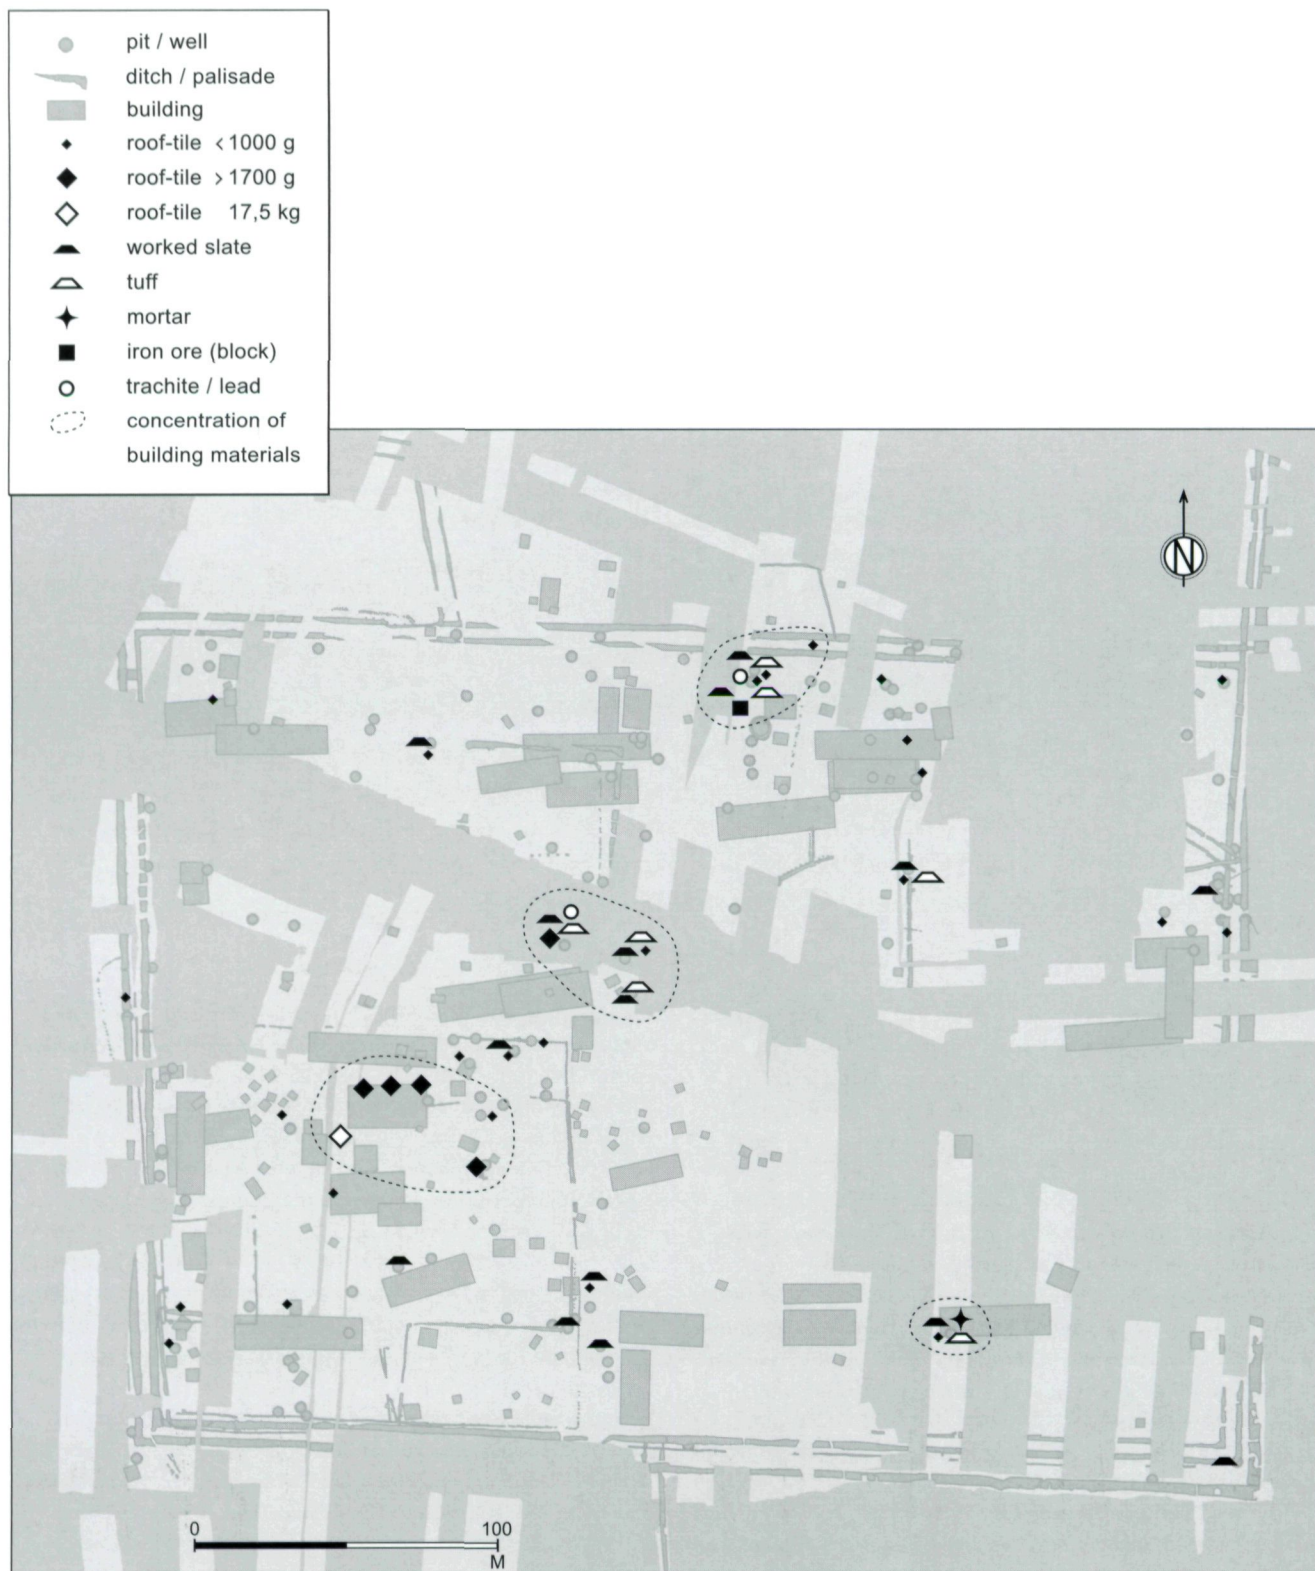 pit / well
ditch / palisade
building
roof-tile < 1000 g
roof-tile > 1700 g
roof-tile 17,5 kg
worked slate
tuff
mortar
iron ore (block)
trachite / lead
concentration of
building materials
N
0 100
M